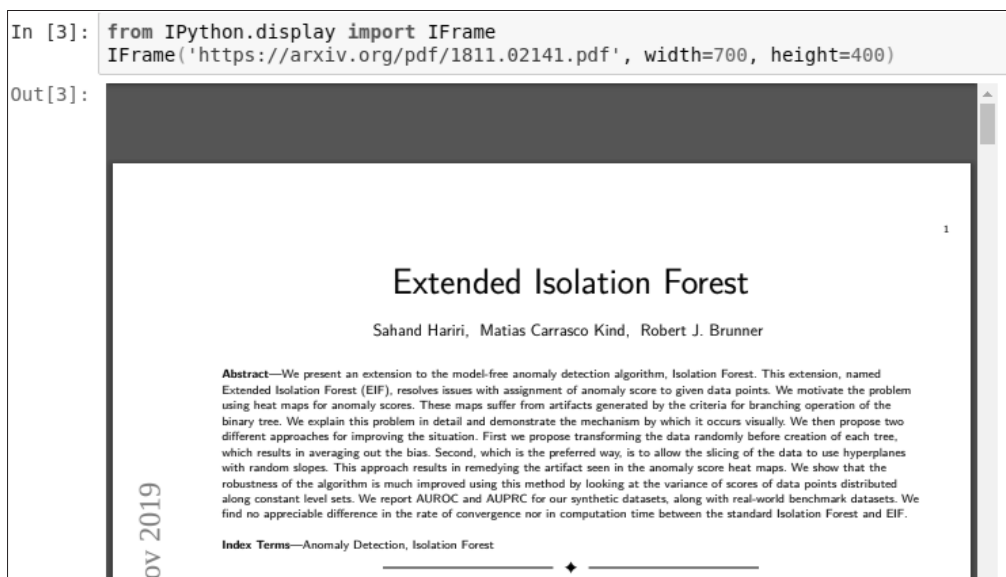 In [3]: from IPython.display import IFrame
IFrame('https://arxiv.org/pdf/1811.02141.pdf', width=700, height=400)
Out[3]:
1
Extended Isolation Forest
Sahand Hariri, Matias Carrasco Kind, Robert J. Brunner
Abstract—We present an extension to the model-free anomaly detection algorithm, Isolation Forest. This extension, named
Extended Isolation Forest (EIF), resolves issues with assignment of anomaly score to given data points. We motivate the problem
using heat maps for anomaly scores. These maps suffer from artifacts generated by the criteria for branching operation of the
binary tree. We explain this problem in detail and demonstrate the mechanism by which it occurs visually. We then propose two
different approaches for improving the situation. First we propose transforming the data randomly before creation of each tree,
which results in averaging out the bias. Second, which is the preferred way, is to allow the slicing of the data to use hyperplanes
with random slopes. This approach results in remedying the artifact seen in the anomaly score heat maps. We show that the
robustness of the algorithm is much improved using this method by looking at the variance of scores of data points distributed
along constant level sets. We report AUROC and AUPRC for our synthetic datasets, along with real-world benchmark datasets. We
find no appreciable difference in the rate of convergence nor in computation time between the standard Isolation Forest and EIF.
Index Terms—Anomaly Detection, Isolation Forest
ov 2019